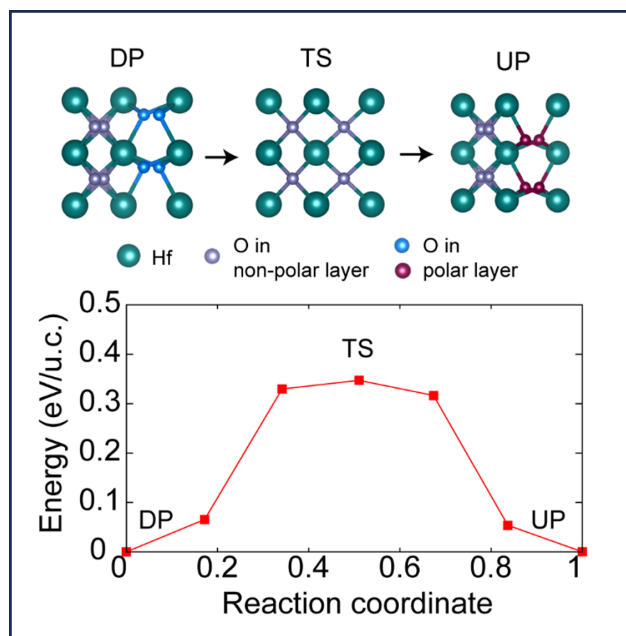 DP TS UP
Hf
O in
non-polar layer
O in
polar layer
0.5
0.4
0.3
0.2
0.1
0
Energy (eV/u.c.)
TS
DP
UP
0 0.2 0.4 0.6 0.8 1
Reaction coordinate